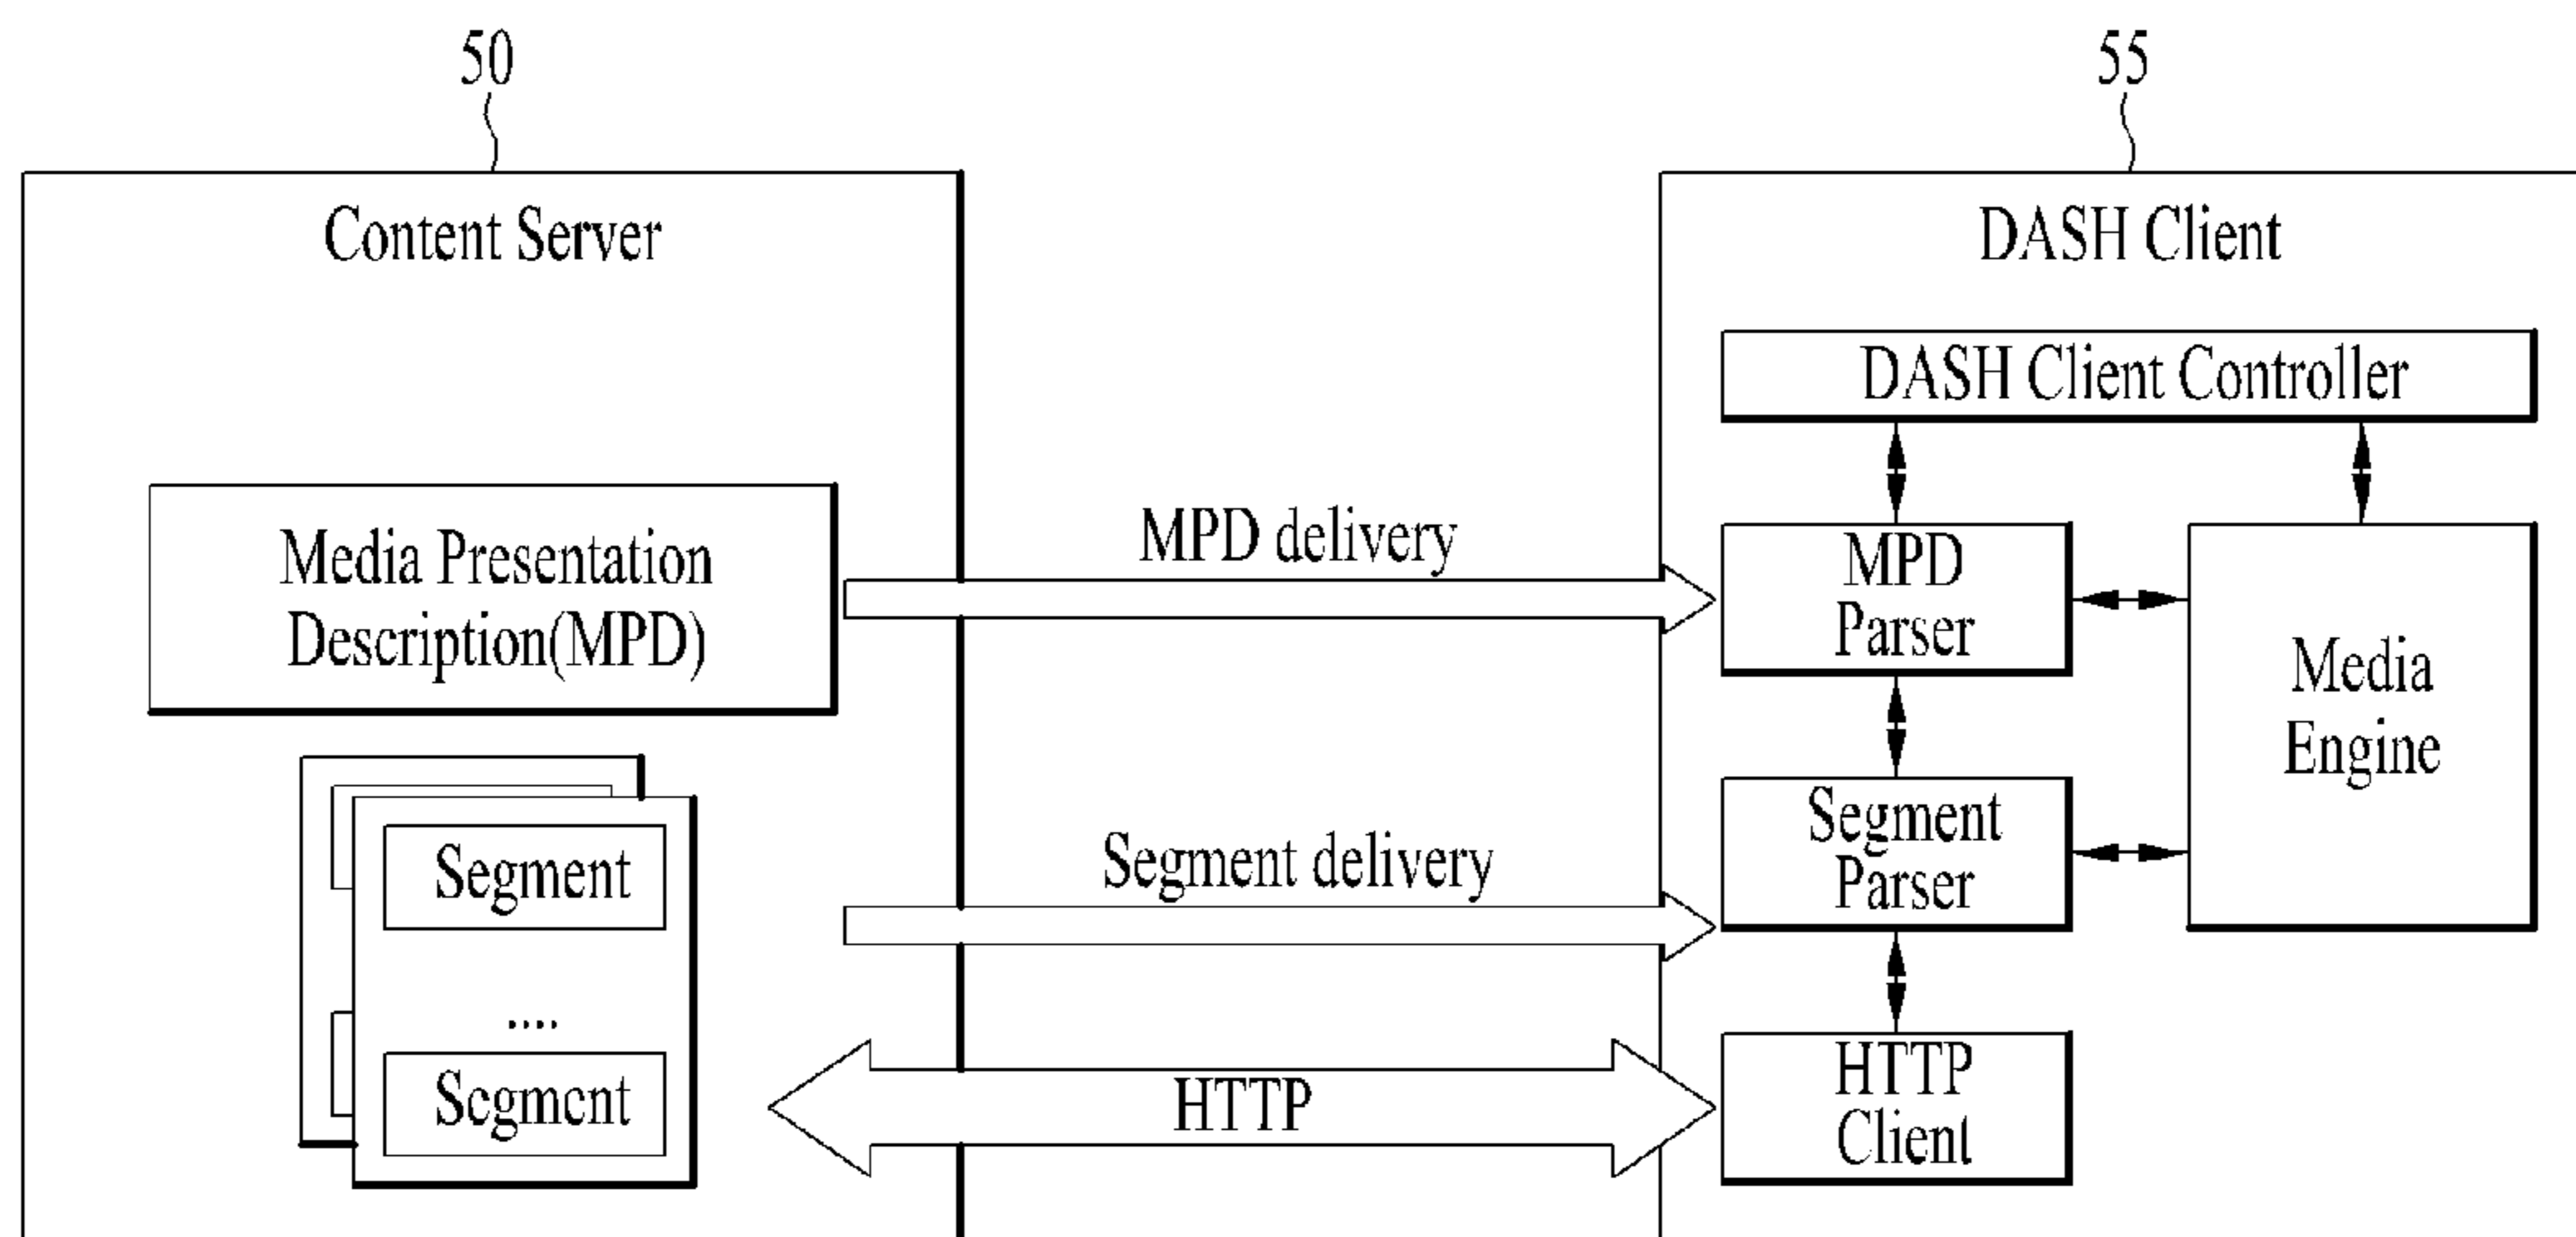 50
55
Content Server
DASH Client
DASH Client Controller
Media Presentation
Description(MPD)
MPD delivery
MPD
Parser
Media
Engine
Segment
....
Segment
Segment delivery
Segment
Parser
HTTP
HTTP
Client